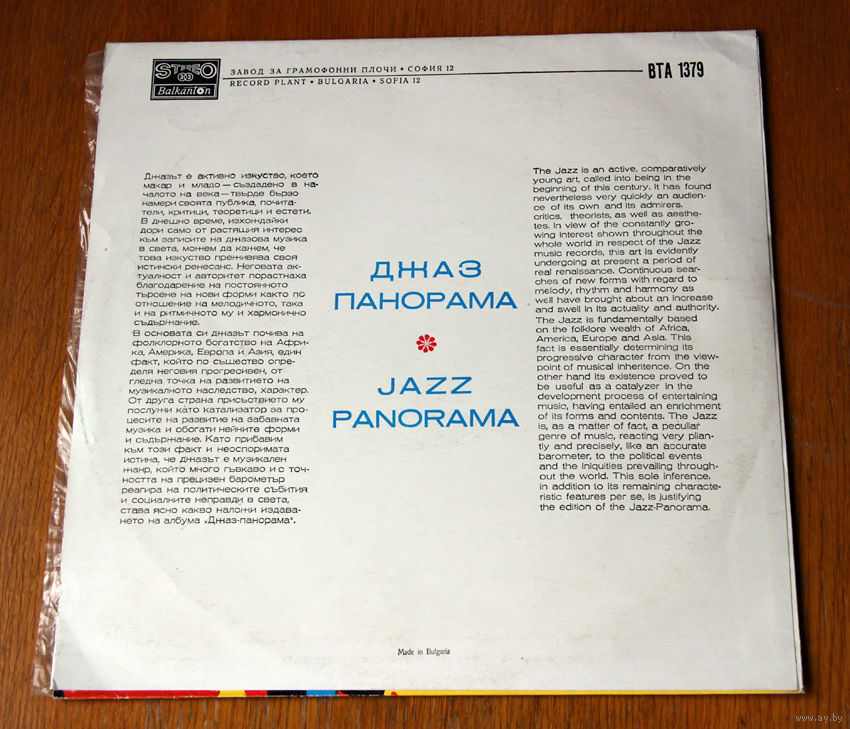 STEREO
33
Balkanton
ЗАВОД ЗА ГРАМОФОННИ ПЛОЧИ • СОФИЯ 12
RECORD PLANT • BULGARIA • SOFIA 12
BTA 1379
Джазът е активно изкуство, което
макар и младо — създадено в на-
чалото на века — твърде бързо
намери своята публика, почита-
тели, критици, теоретици и естети.
В днешно време, изхождайки
дори само от растящия интерес
към записите на джазова музика
в света, можем да кажем, че
това изкуство преживява своя
истински ренесанс. Неговата ак-
туалност и авторитет пораснаха
благодарение на постоянното
търсене на нови форми както по
отношение на мелодичното, така
и на ритмичното му и хармонично
съдържание.
В основата си джазът почива на
фолклорното богатство на Афри-
ка, Америка, Европа и Азия, един
факт, който по същество опре-
деля неговия прогресивен, от
гледна точка на развитието на
музикалното наследство, характер.
От друга страна присъствието му
послужи като катализатор за про-
цесите на развитие на забавната
музика и обогати нейните форми
и съдържание. Като прибавим
към този факт и неоспоримата
истина, че джазът е музикален
жанр, който много гъвкаво и с точ-
ността на прецизен барометър
реагира на политическите събития
и социалните неправди в света,
става ясно какво наложи издава-
нето на албума „Джаз-панорама“.
ДЖАЗ
ПАНОРАМА
JAZZ
PANORAMA
The Jazz is an active, comparatively
young art, called into being in the
beginning of this century. It has found
nevertheless very quickly an audien-
ce of its own and its admirers,
critics, theorists, as well as aesthe-
tes. In view of the constantly gro-
wing interest shown throughout the
whole world in respect of the Jazz
music records, this art is evidently
undergoing at present a period of
real renaissance. Continuous sear-
ches of new forms with regard to
melody, rhythm and harmony as
well have brought about an increase
and swell in its actuality and authority.
The Jazz is fundamentally based
on the folklore wealth of Africa,
America, Europe and Asia. This
fact is essentially determining its
progressive character from the view-
point of musical inheritence. On the
other hand its existence proved to
be useful as a catalyzer in the
development process of entertaining
music, having entailed an enrichment
of its forms and contents. The Jazz
is, as a matter of fact, a peculiar
genre of music, reacting very plian-
tly and precisely, like an accurate
barometer, to the political events
and the iniquities prevailing through-
out the world. This sole inference,
in addition to its remaining characte-
ristic features per se, is justifying
the edition of the Jazz-Panorama.
Made in Bulgaria
www.ay.by